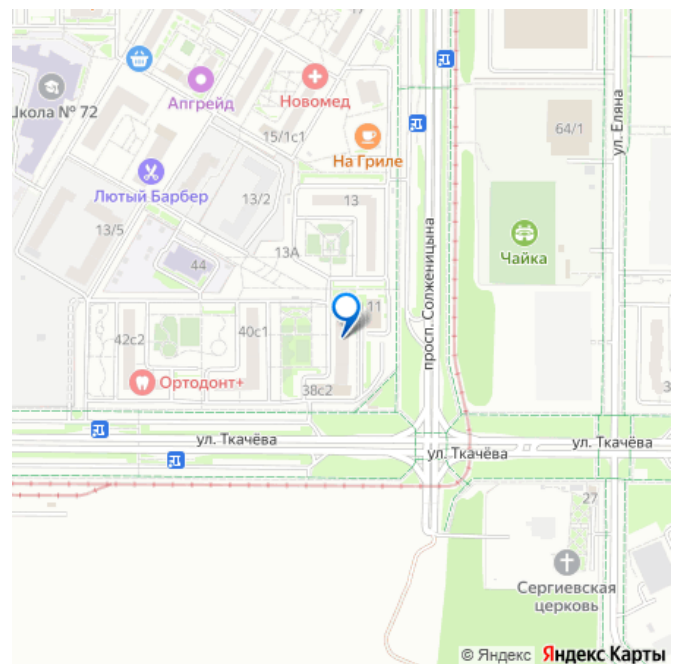 17
Школа № 72
Апгрейд
Новомед
15/1с1
На Гриле
64/1
ул. Еляна
Лютый Барбер
13/2
13
13/5
44
13А
просп. Солженицына
Чайка
11
42с2
40с1
Ортодонт+
38с2
3
ул. Ткачёва
ул. Ткачёва
ул. Ткачёва
27
Сергиевская
церковь
© Яндекс Яндекс Карты